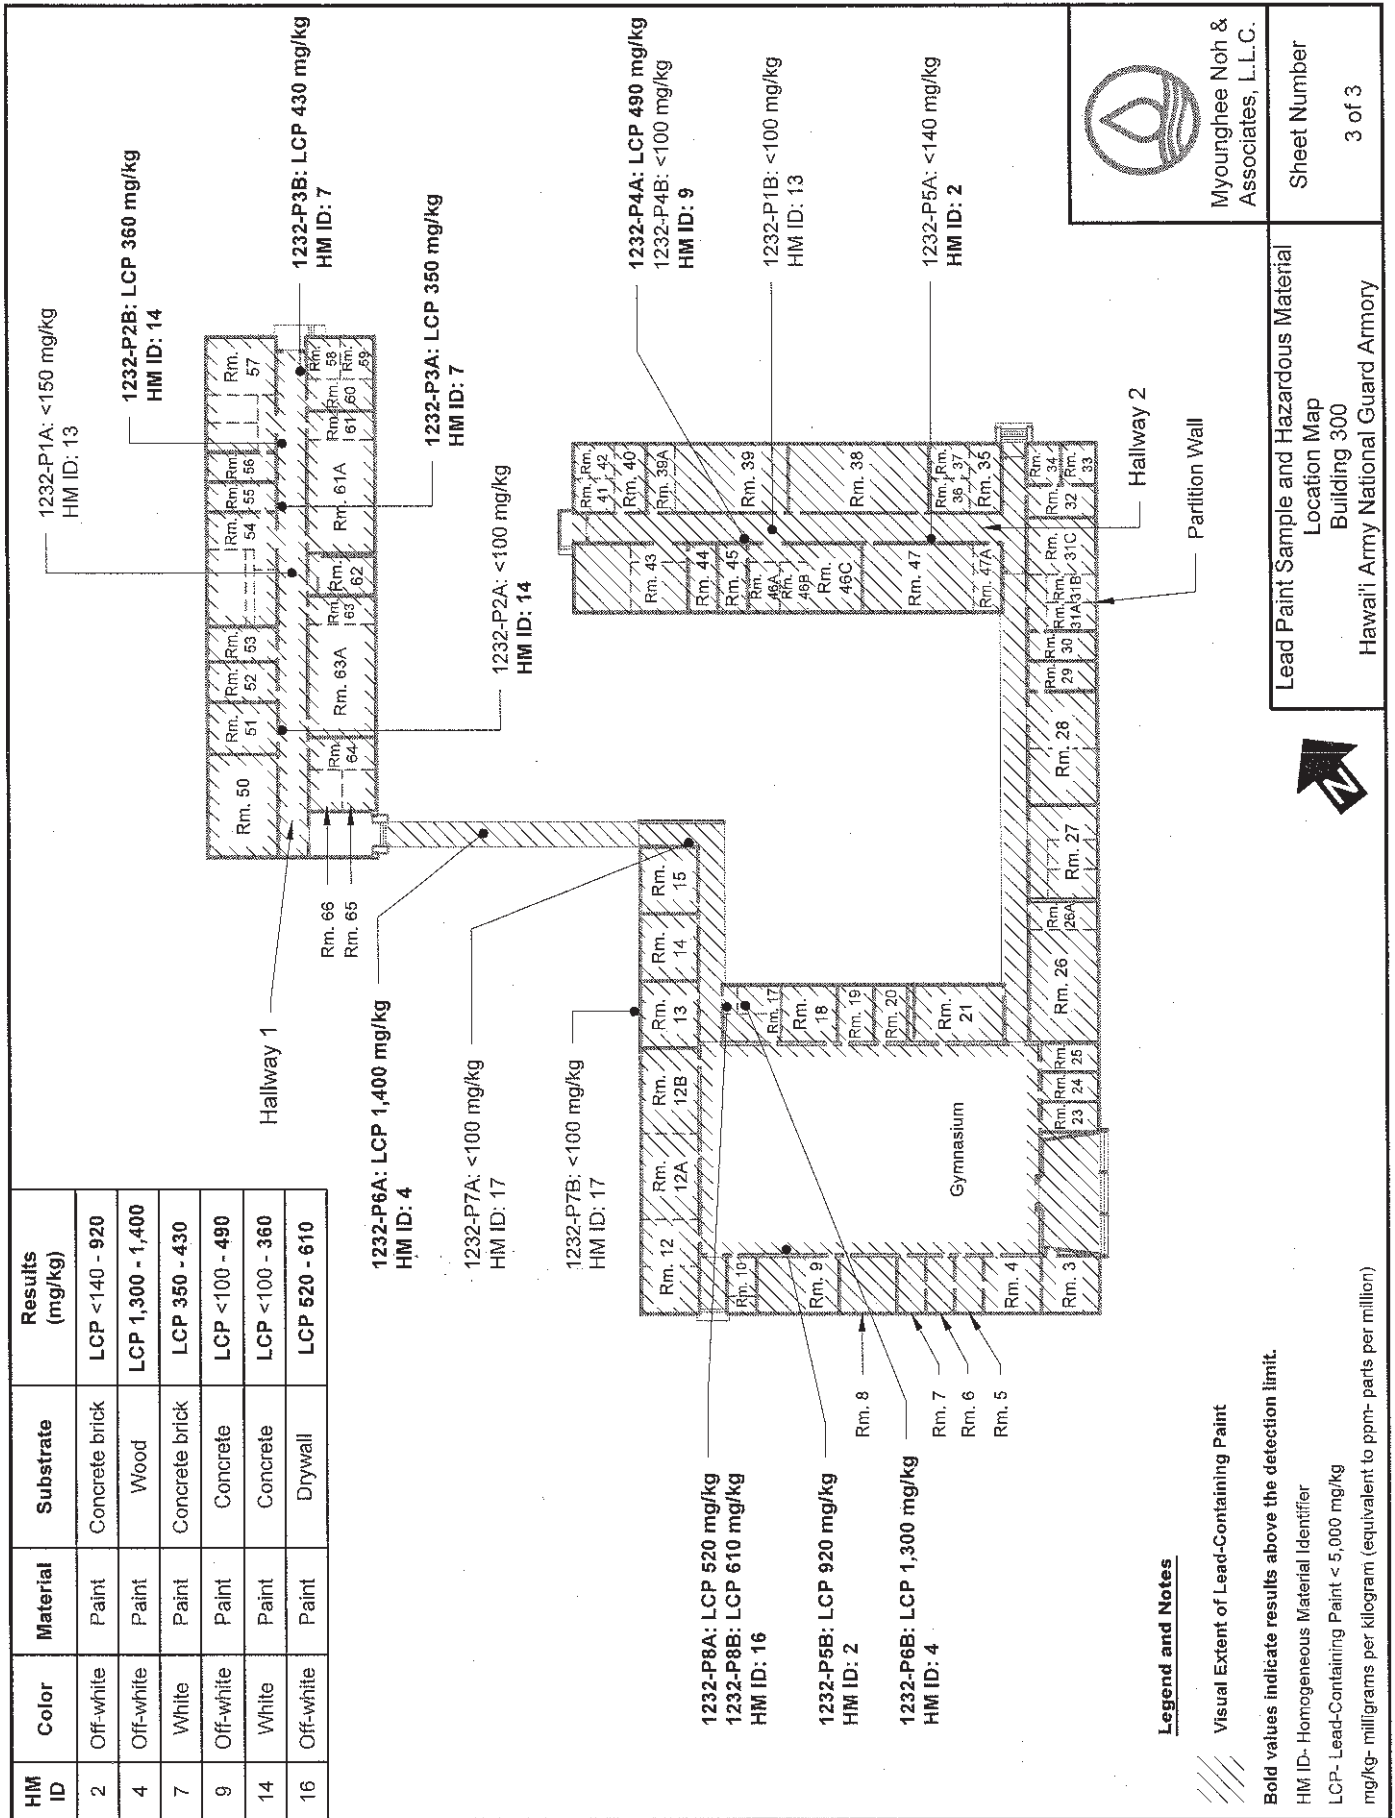 HM ID Color Material Substrate Results (mg/kg)
2 Off-white Paint Concrete brick LCP <140 - 920
4 Off-white Paint Wood LCP 1,300 - 1,400
7 White Paint Concrete brick LCP 350 - 430
9 Off-white Paint Concrete LCP <100 - 490
14 White Paint Concrete LCP <100 - 360
16 Off-white Paint Drywall LCP 520 - 610
1232-P1A: <150 mg/kg
HM ID: 13
1232-P2B: LCP 360 mg/kg
HM ID: 14
1232-P3B: LCP 430 mg/kg
HM ID: 7
1232-P3A: LCP 350 mg/kg
HM ID: 7
1232-P2A: <100 mg/kg
HM ID: 14
Hallway 1
Rm. 50
Rm. 51
Rm. 52
Rm. 53
Rm. 54
Rm. 55
Rm. 56
Rm. 57
Rm. 58
Rm. 59
Rm. 60
Rm. 61
Rm. 61A
Rm. 62
Rm. 63
Rm. 63A
Rm. 64
Rm. 66
Rm. 65
1232-P6A: LCP 1,400 mg/kg
HM ID: 4
1232-P7A: <100 mg/kg
HM ID: 17
1232-P7B: <100 mg/kg
HM ID: 17
1232-P4A: LCP 490 mg/kg
1232-P4B: <100 mg/kg
HM ID: 9
1232-P1B: <100 mg/kg
HM ID: 13
1232-P5A: <140 mg/kg
HM ID: 2
Rm. 12
Rm. 12A
Rm. 12B
Rm. 13
Rm. 14
Rm. 15
Rm. 17
Rm. 18
Rm. 19
Rm. 20
Rm. 21
Gymnasium
Rm. 10
Rm. 9
Rm. 4
Rm. 3
Rm. 8
Rm. 7
Rm. 6
Rm. 5
Rm. 23
Rm. 24
Rm. 25
Rm. 26
Rm. 26A
Rm. 27
Rm. 28
Rm. 29
Rm. 30
Rm. 31A
Rm. 31B
Rm. 31C
Rm. 32
Rm. 33
Rm. 34
Rm. 35
Rm. 36
Rm. 37
Rm. 38
Rm. 39
Rm. 39A
Rm. 40
Rm. 41
Rm. 42
Rm. 43
Rm. 44
Rm. 45
Rm. 46A
Rm. 46B
Rm. 46C
Rm. 47
Rm. 47A
Hallway 2
Partition Wall
1232-P8A: LCP 520 mg/kg
1232-P8B: LCP 610 mg/kg
HM ID: 16
1232-P5B: LCP 920 mg/kg
HM ID: 2
1232-P6B: LCP 1,300 mg/kg
HM ID: 4
Legend and Notes
Visual Extent of Lead-Containing Paint
Bold values indicate results above the detection limit.
HM ID- Homogeneous Material Identifier
LCP- Lead-Containing Paint < 5,000 mg/kg
mg/kg- milligrams per kilogram (equivalent to ppm- parts per million)
N
Lead Paint Sample and Hazardous Material
Location Map
Building 300
Hawai'i Army National Guard Armory
Myounghee Noh &
Associates, L.L.C.
Sheet Number
3 of 3